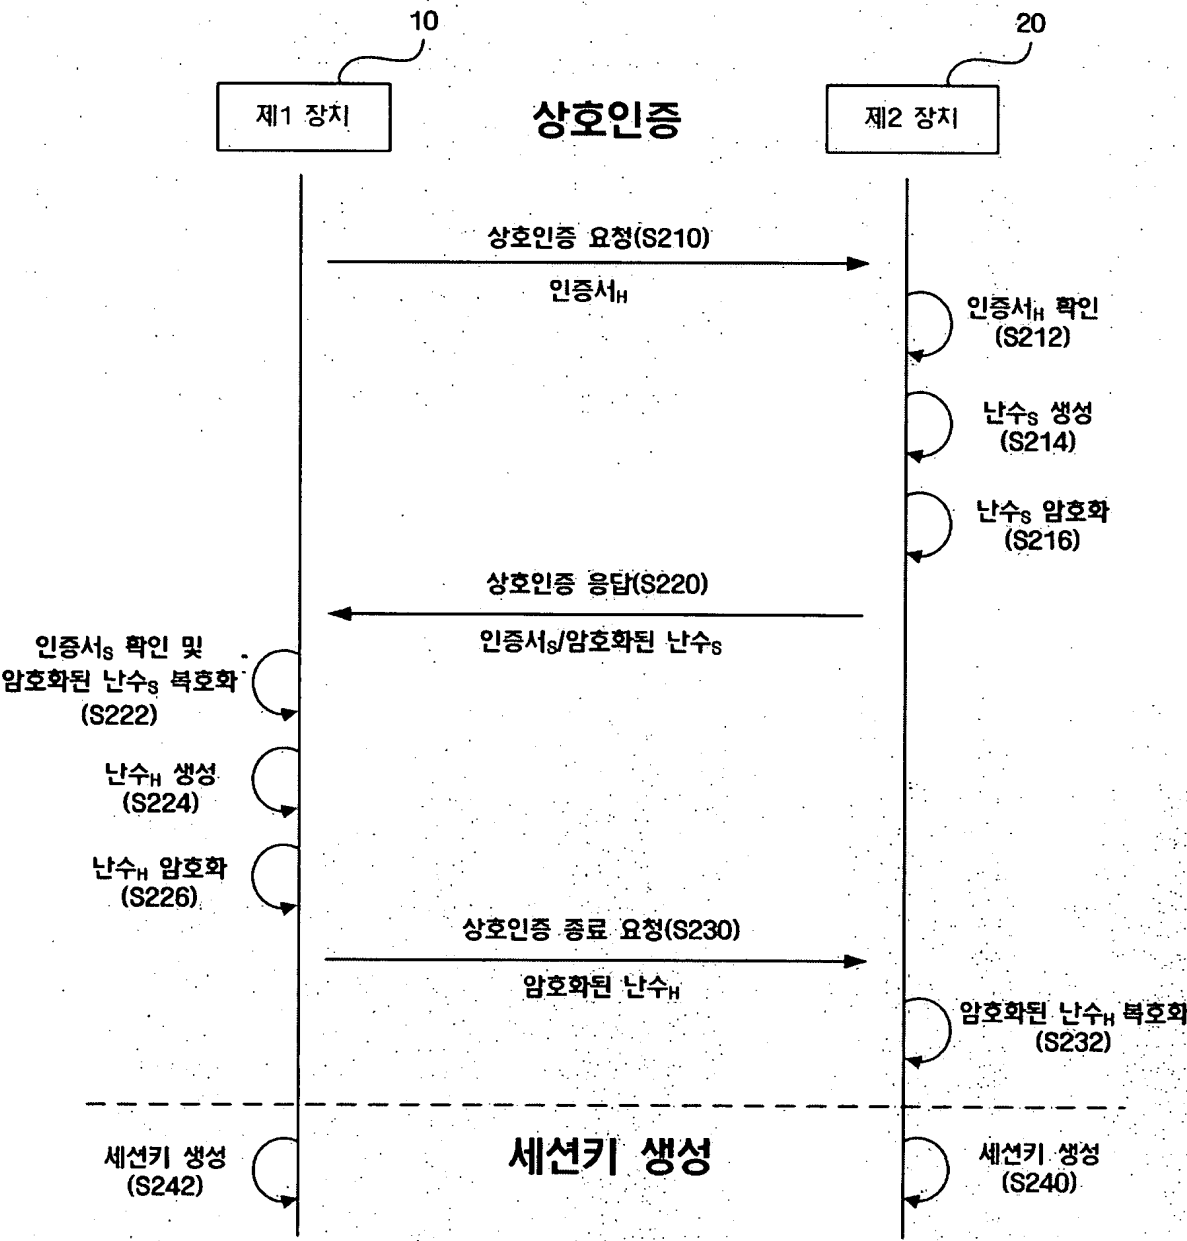 10
20
제1 장치
상호인증
제2 장치
상호인증 요청(S210)
인증서H
인증서H 확인
(S212)
난수S 생성
(S214)
난수S 암호화
(S216)
상호인증 응답(S220)
인증서S/암호화된 난수S
인증서S 확인 및
암호화된 난수S 복호화
(S222)
난수H 생성
(S224)
난수H 암호화
(S226)
상호인증 종료 요청(S230)
암호화된 난수H
암호화된 난수H 복호화
(S232)
세션키 생성
세션키 생성
(S242)
세션키 생성
(S240)